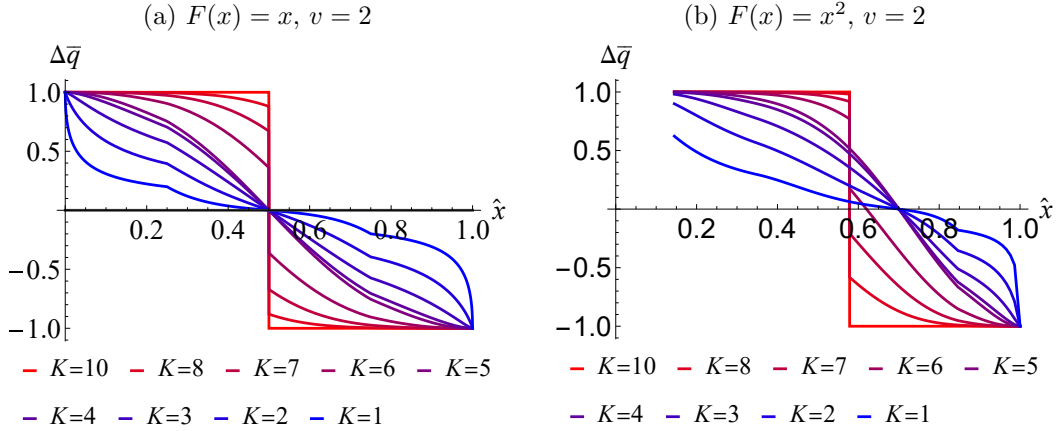 (a) F(x) = x, v = 2
Δq̅
1.0
0.5
−0.5
−1.0
0.2 0.4 0.6 0.8 1.0 x̂
K=10 K=8 K=7 K=6 K=5
K=4 K=3 K=2 K=1
(b) F(x) = x², v = 2
Δq̅
1.0
0.5
−0.5
−1.0
0.2 0.4 0.6 0.8 1.0 x̂
K=10 K=8 K=7 K=6 K=5
K=4 K=3 K=2 K=1